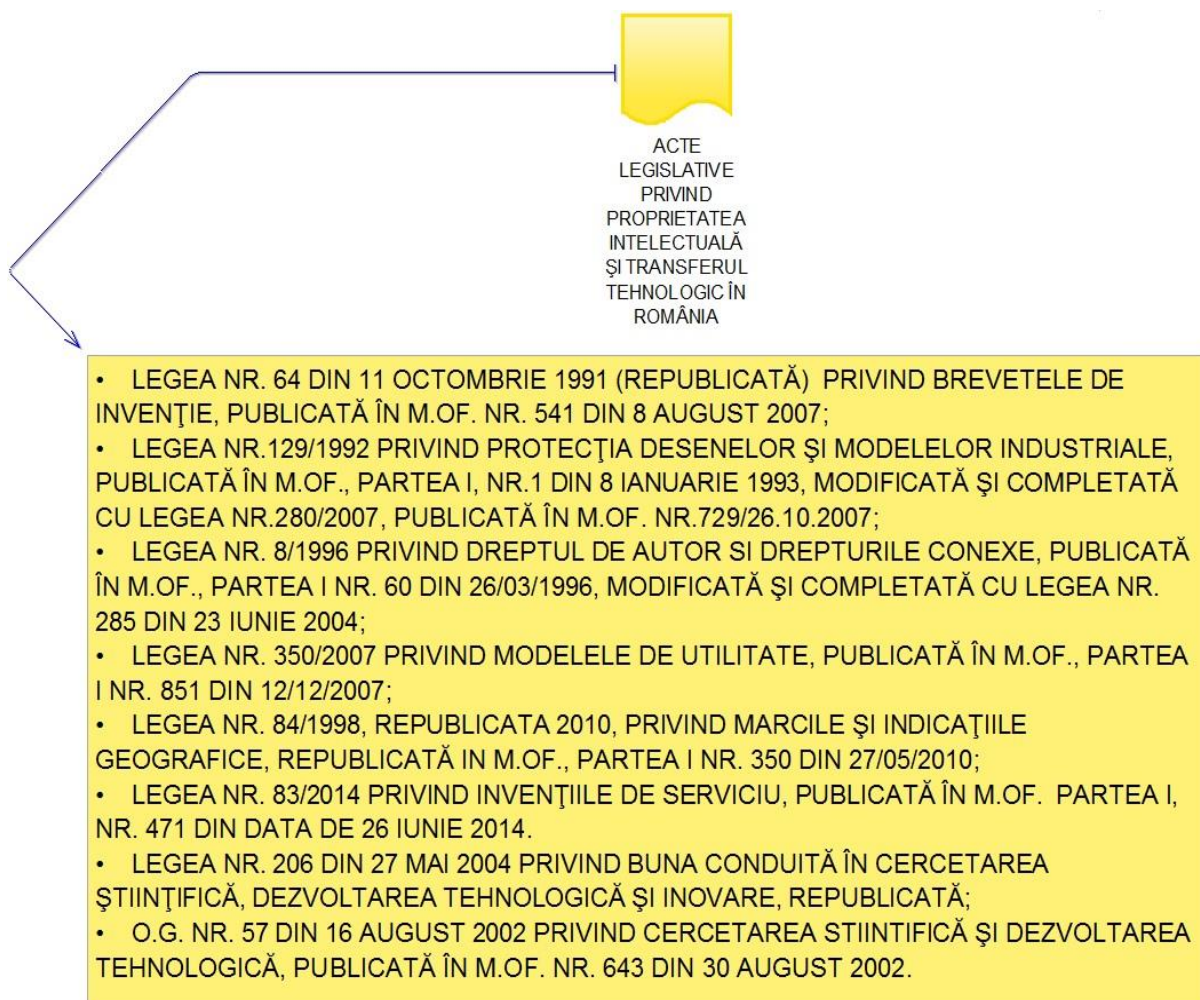 ACTE
LEGISLATIVE
PRIVIND
PROPRIETATEA
INTELECTUALĂ
ŞI TRANSFERUL
TEHNOLOGIC ÎN
ROMÂNIA
• LEGEA NR. 64 DIN 11 OCTOMBRIE 1991 (REPUBLICATĂ) PRIVIND BREVETELE DE
INVENŢIE, PUBLICATĂ ÎN M.OF. NR. 541 DIN 8 AUGUST 2007;
• LEGEA NR.129/1992 PRIVIND PROTECŢIA DESENELOR ŞI MODELELOR INDUSTRIALE,
PUBLICATĂ ÎN M.OF., PARTEA I, NR.1 DIN 8 IANUARIE 1993, MODIFICATĂ ŞI COMPLETATĂ
CU LEGEA NR.280/2007, PUBLICATĂ ÎN M.OF. NR.729/26.10.2007;
• LEGEA NR. 8/1996 PRIVIND DREPTUL DE AUTOR SI DREPTURILE CONEXE, PUBLICATĂ
ÎN M.OF., PARTEA I NR. 60 DIN 26/03/1996, MODIFICATĂ ŞI COMPLETATĂ CU LEGEA NR.
285 DIN 23 IUNIE 2004;
• LEGEA NR. 350/2007 PRIVIND MODELELE DE UTILITATE, PUBLICATĂ ÎN M.OF., PARTEA
I NR. 851 DIN 12/12/2007;
• LEGEA NR. 84/1998, REPUBLICATA 2010, PRIVIND MARCILE ŞI INDICAŢIILE
GEOGRAFICE, REPUBLICATĂ IN M.OF., PARTEA I NR. 350 DIN 27/05/2010;
• LEGEA NR. 83/2014 PRIVIND INVENŢIILE DE SERVICIU, PUBLICATĂ ÎN M.OF. PARTEA I,
NR. 471 DIN DATA DE 26 IUNIE 2014.
• LEGEA NR. 206 DIN 27 MAI 2004 PRIVIND BUNA CONDUITĂ ÎN CERCETAREA
ŞTIINŢIFICĂ, DEZVOLTAREA TEHNOLOGICĂ ŞI INOVARE, REPUBLICATĂ;
• O.G. NR. 57 DIN 16 AUGUST 2002 PRIVIND CERCETAREA STIINTIFICĂ ŞI DEZVOLTAREA
TEHNOLOGICĂ, PUBLICATĂ ÎN M.OF. NR. 643 DIN 30 AUGUST 2002.